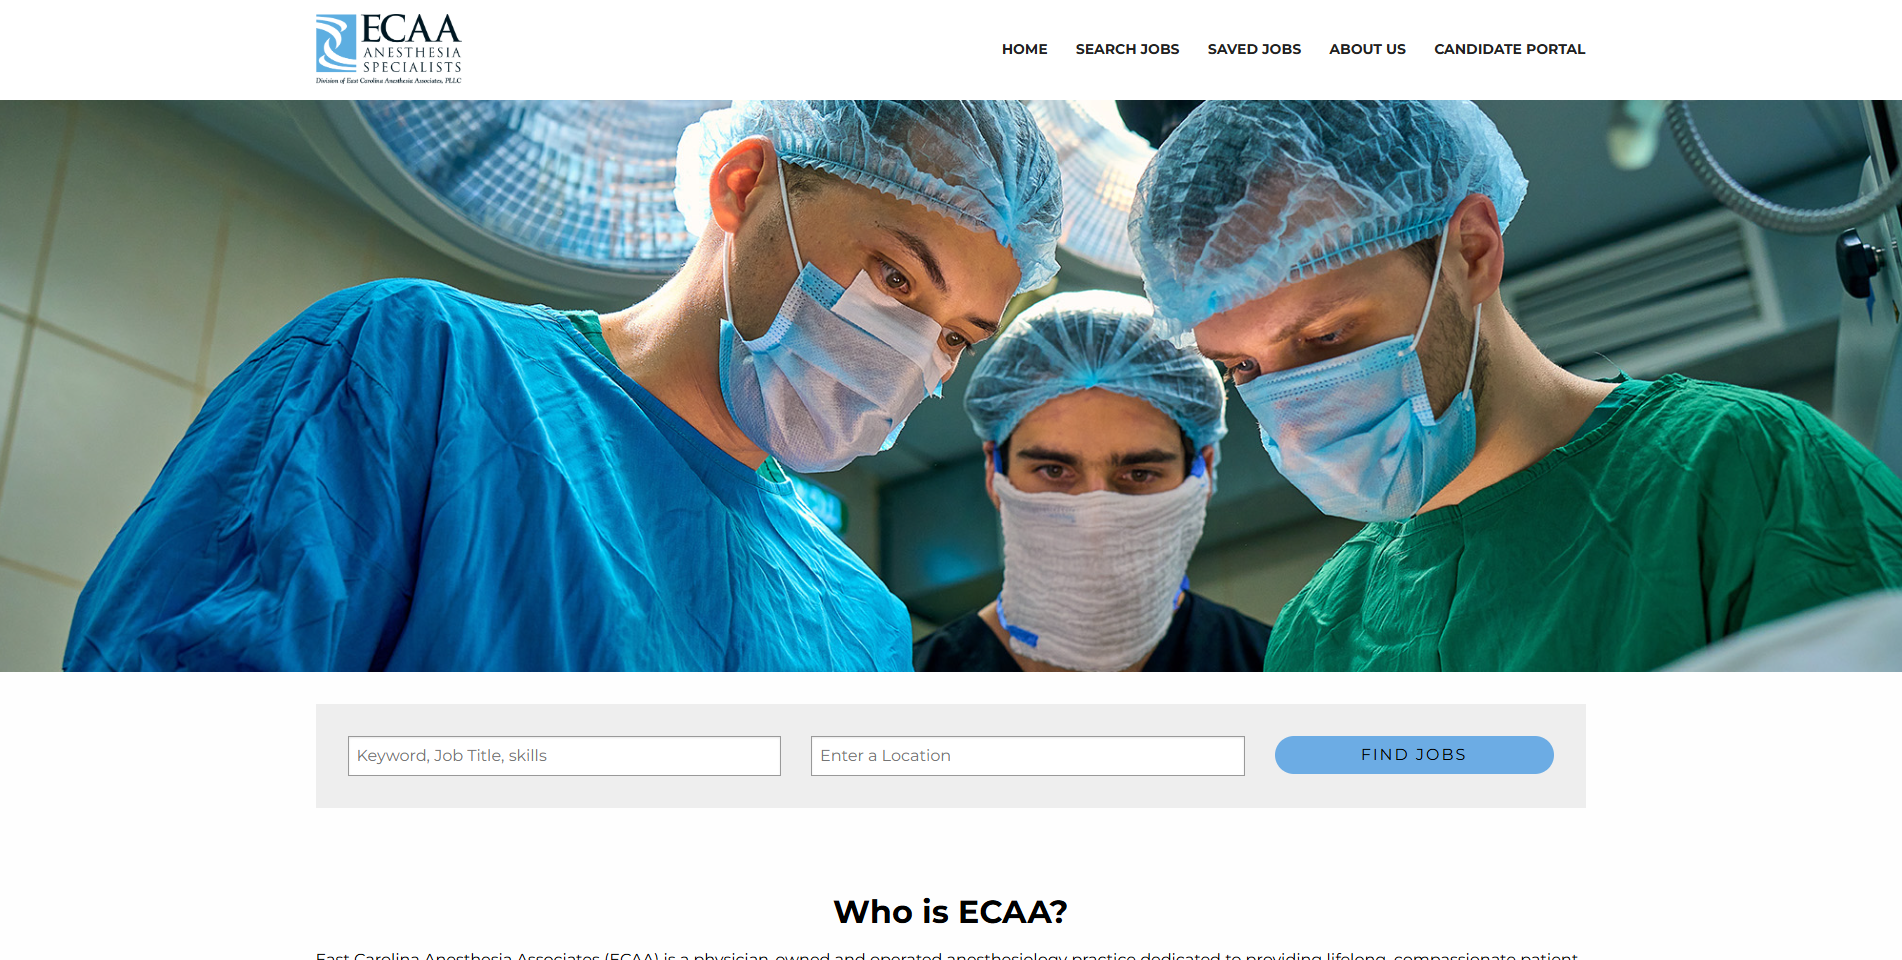 ECAA
ANESTHESIA
SPECIALISTS
Division of East Carolina Anesthesia Associates, PLLC
HOME SEARCH JOBS SAVED JOBS ABOUT US CANDIDATE PORTAL
Keyword, Job Title, skills
Enter a Location
FIND JOBS
Who is ECAA?
East Carolina Anesthesia Associates (ECAA) is a physician-owned and operated anesthesiology practice dedicated to providing lifelong, compassionate patient